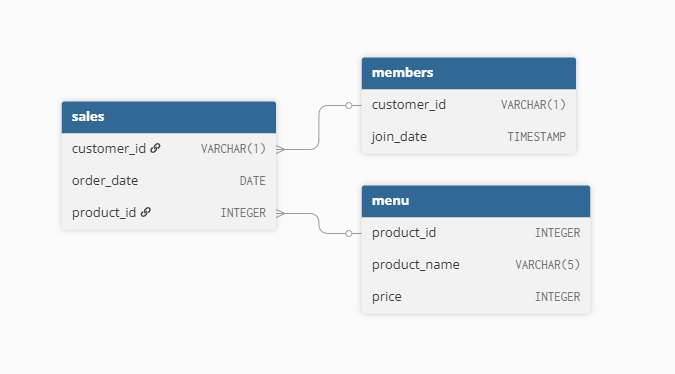 sales
customer_id VARCHAR(1)
order_date DATE
product_id INTEGER
members
customer_id VARCHAR(1)
join_date TIMESTAMP
menu
product_id INTEGER
product_name VARCHAR(5)
price INTEGER